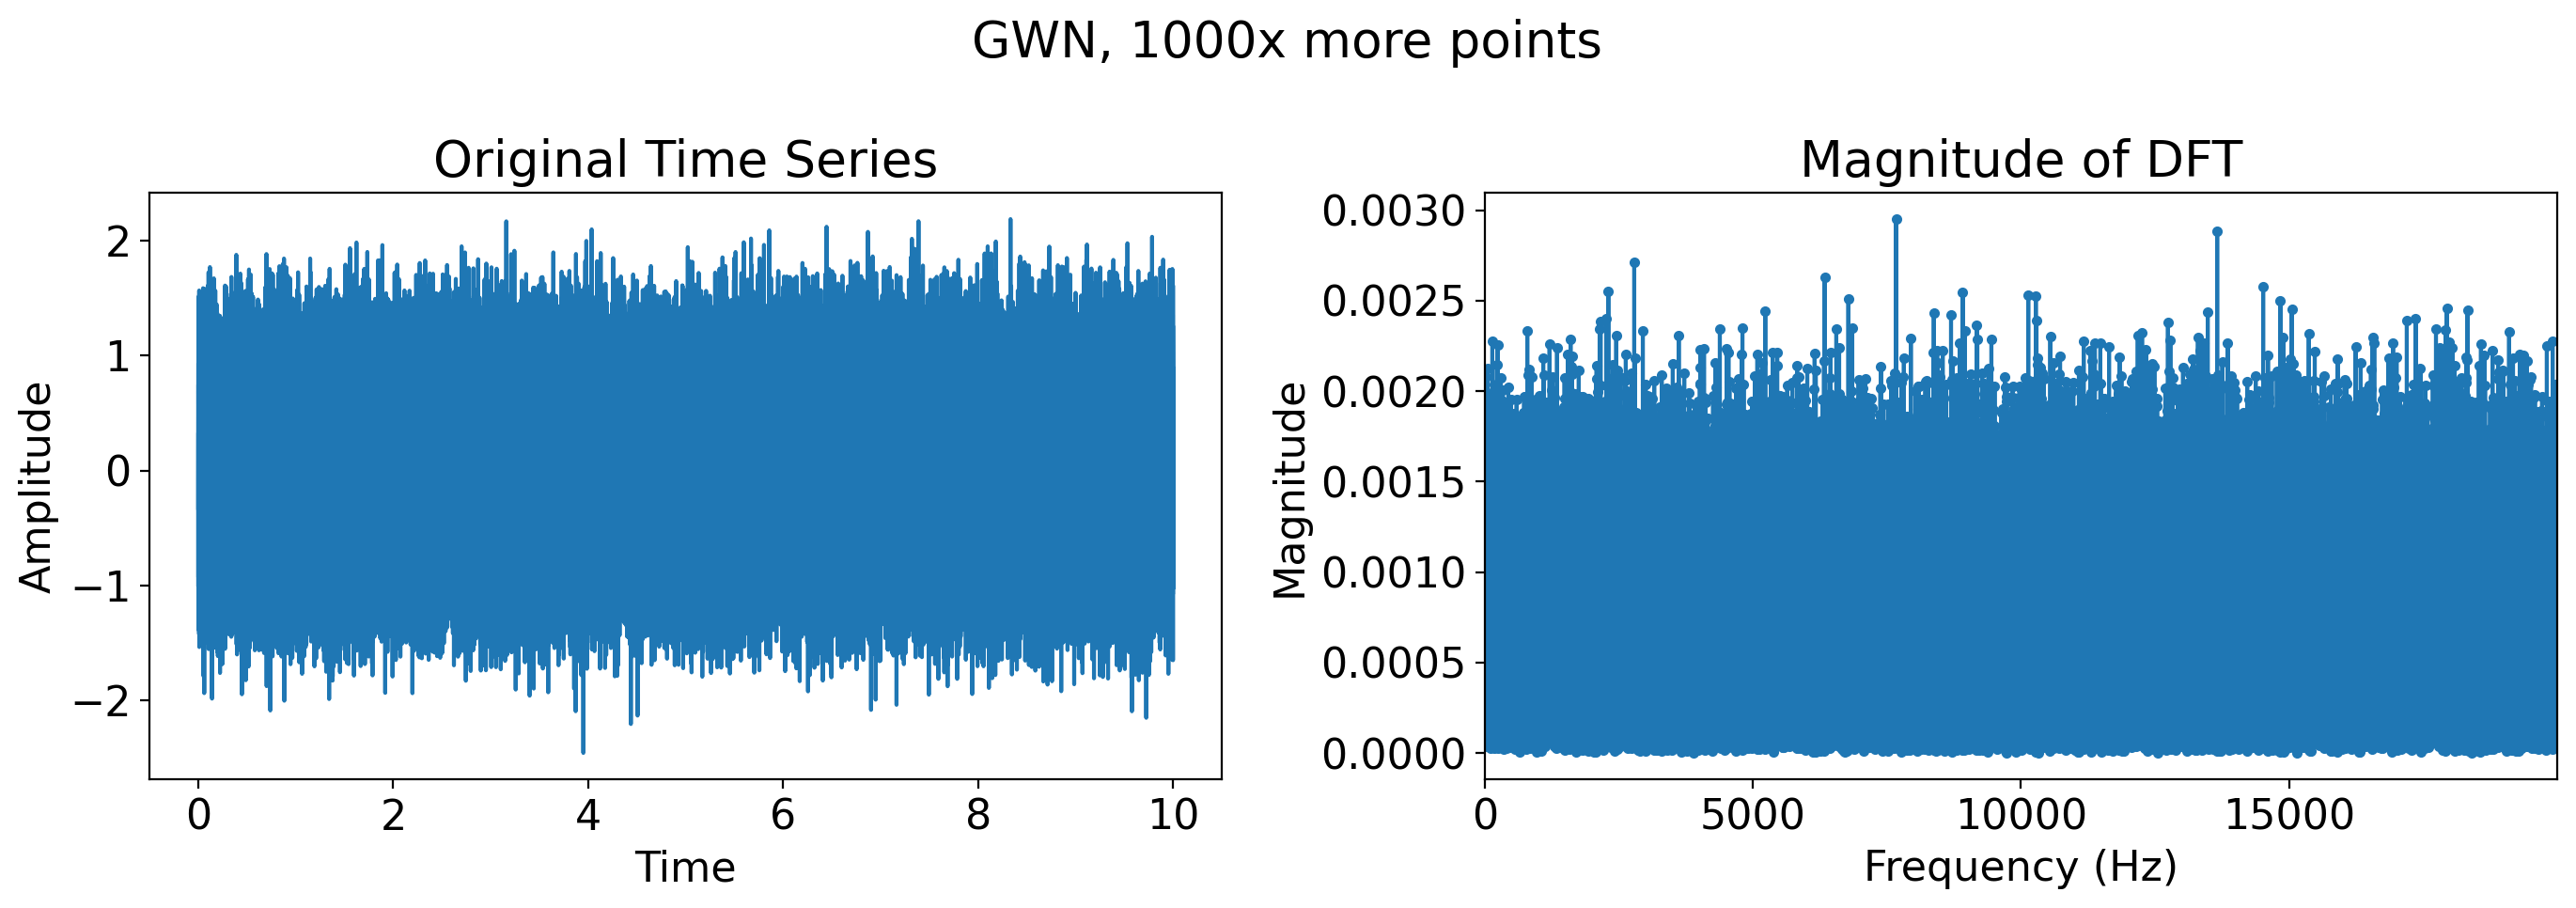 GWN, 1000x more points
Original Time Series
Amplitude
2
1
0
−1
−2
0 2 4 6 8 10
Time
Magnitude of DFT
Magnitude
0.0030
0.0025
0.0020
0.0015
0.0010
0.0005
0.0000
0 5000 10000 15000
Frequency (Hz)